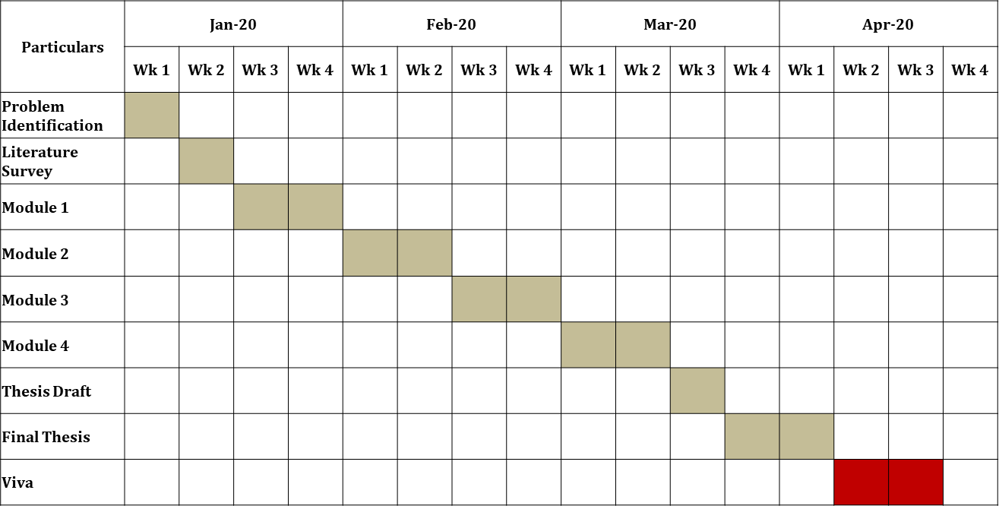 Particulars
Jan-20
Feb-20
Mar-20
Apr-20
Wk 1
Wk 2
Wk 3
Wk 4
Wk 1
Wk 2
Wk 3
Wk 4
Wk 1
Wk 2
Wk 3
Wk 4
Wk 1
Wk 2
Wk 3
Wk 4
Problem
Identification
Literature
Survey
Module 1
Module 2
Module 3
Module 4
Thesis Draft
Final Thesis
Viva